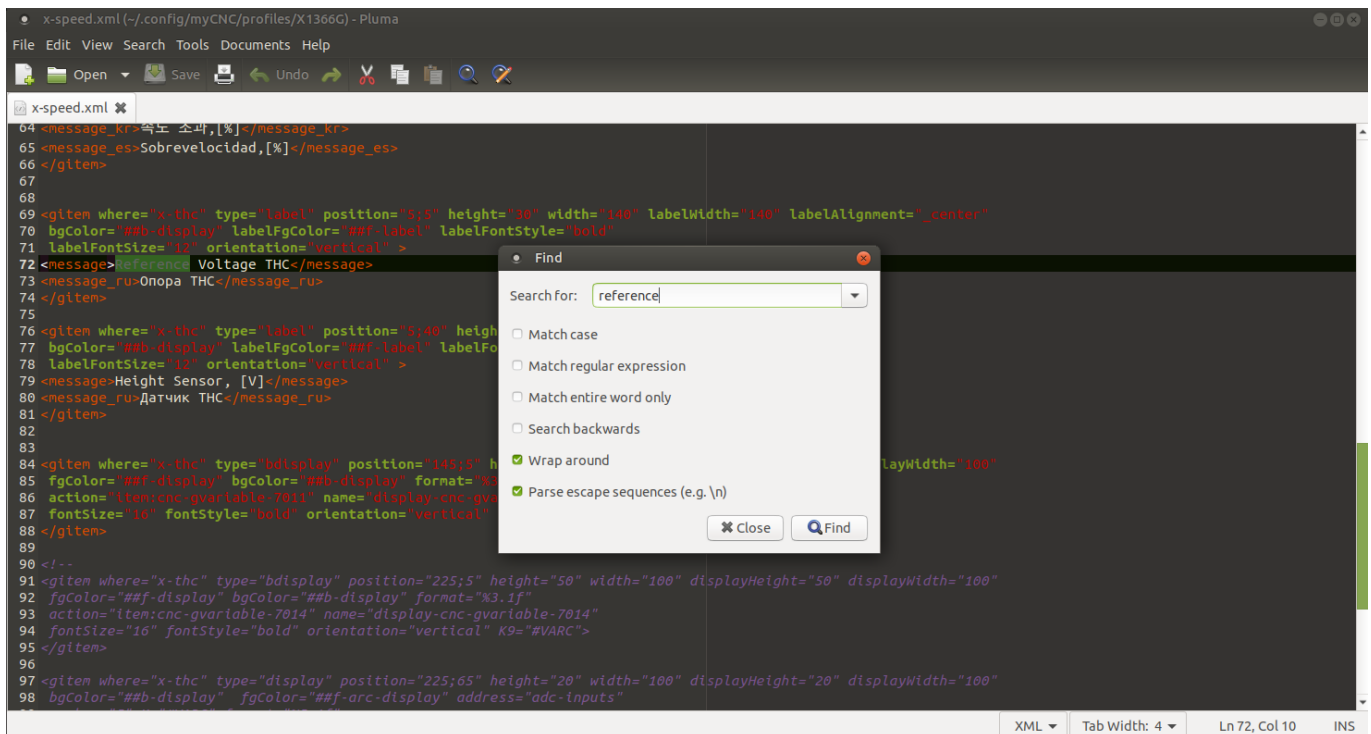 x-speed.xml (~/.config/myCNC/profiles/X1366G) - Pluma
File Edit View Search Tools Documents Help
Open Save Undo
x-speed.xml
64 <message_kr>속도 초과,[%]</message_kr>
65 <message_es>Sobrevelocidad,[%]</message_es>
66 </gitem>
67
68
69 <gitem where="x-thc" type="label" position="5;5" height="30" width="140" labelWidth="140" labelAlignment="_center"
70 bgColor="##b-display" labelFgColor="##f-label" labelFontStyle="bold"
71 labelFontSize="12" orientation="vertical" >
72 <message>Reference Voltage THC</message>
73 <message_ru>Опора THC</message_ru>
74 </gitem>
75
76 <gitem where="x-thc" type="label" position="5;40" heigh
77 bgColor="##b-display" labelFgColor="##f-label" labelFo
78 labelFontSize="12" orientation="vertical" >
79 <message>Height Sensor, [V]</message>
80 <message_ru>Датчик THC</message_ru>
81 </gitem>
82
83
84 <gitem where="x-thc" type="bdisplay" position="145;5" h layWidth="100"
85 fgColor="##f-display" bgColor="##b-display" format="%3
86 action="item:cnc-gvariable-7011" name="display-cnc-gva
87 fontSize="16" fontStyle="bold" orientation="vertical"
88 </gitem>
89
90 <!--
91 <gitem where="x-thc" type="bdisplay" position="225;5" height="50" width="100" displayHeight="50" displayWidth="100"
92 fgColor="##f-display" bgColor="##b-display" format="%3.1f"
93 action="item:cnc-gvariable-7014" name="display-cnc-gvariable-7014"
94 fontSize="16" fontStyle="bold" orientation="vertical" K9="#VARC">
95 </gitem>
96
97 <gitem where="x-thc" type="display" position="225;65" height="20" width="100" displayHeight="20" displayWidth="100"
98 bgColor="##b-display" fgColor="##f-arc-display" address="adc-inputs"
Find
Search for: reference
Match case
Match regular expression
Match entire word only
Search backwards
Wrap around
Parse escape sequences (e.g. \n)
Close Find
XML Tab Width: 4 Ln 72, Col 10 INS